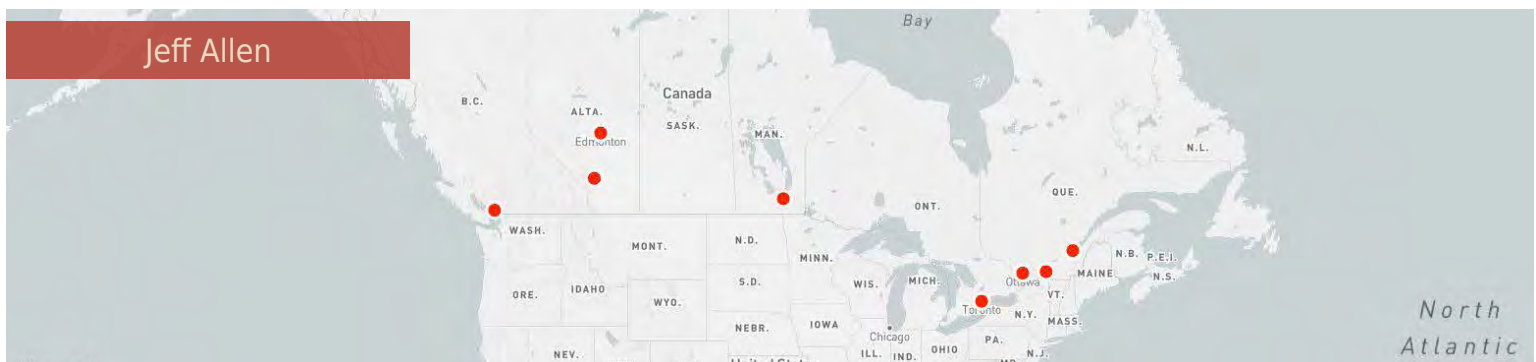 Jeff Allen
Bay
Canada
B.C.
ALTA.
SASK.
MAN.
Edmonton
N.L.
QUE.
ONT.
WASH.
MONT.
N.D.
MINN.
N.B.
P.E.I.
MAINE
N.S.
Ottawa
ORE.
IDAHO
WYO.
S.D.
WIS.
MICH.
VT.
Toronto
N.Y.
MASS.
North
Atlantic
NEBR.
IOWA
Chicago
PA.
NEV.
ILL.
IND.
OHIO
N.J.